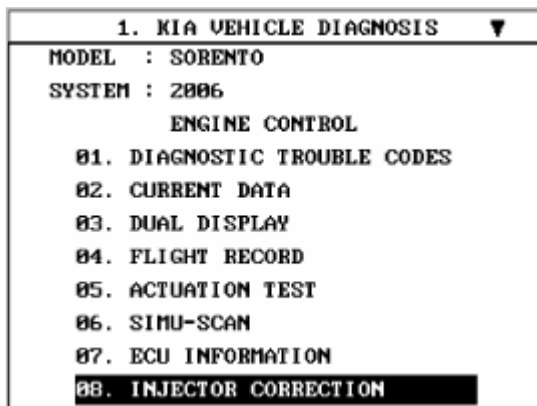 1. KIA VEHICLE DIAGNOSIS ▼
MODEL : SORENTO
SYSTEM : 2006
ENGINE CONTROL
01. DIAGNOSTIC TROUBLE CODES
02. CURRENT DATA
03. DUAL DISPLAY
04. FLIGHT RECORD
05. ACTUATION TEST
06. SIMU-SCAN
07. ECU INFORMATION
08. INJECTOR CORRECTION